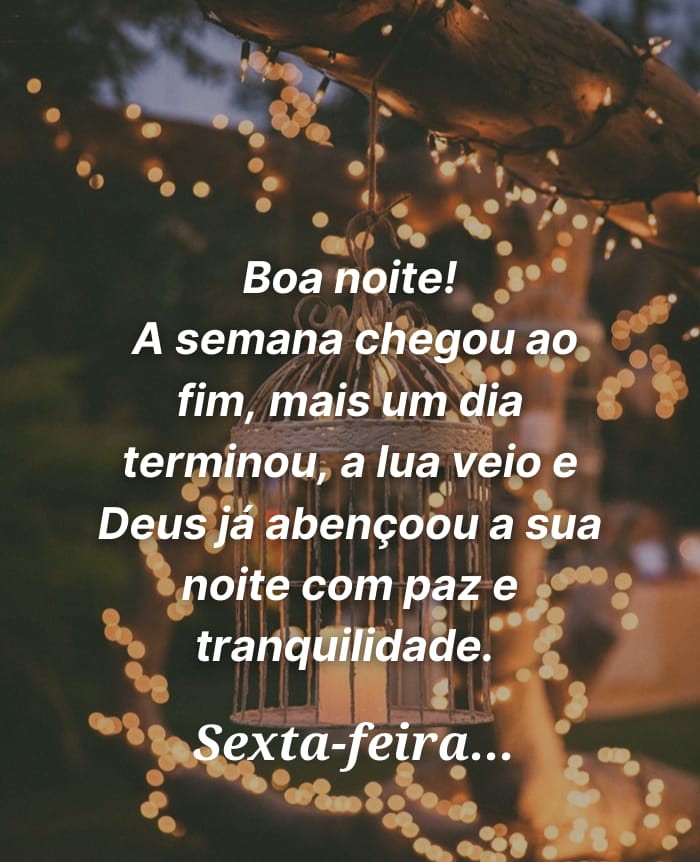 Boa noite!
A semana chegou ao
fim, mais um dia
terminou, a lua veio e
Deus já abençoou a sua
noite com paz e
tranquilidade.
Sexta-feira...